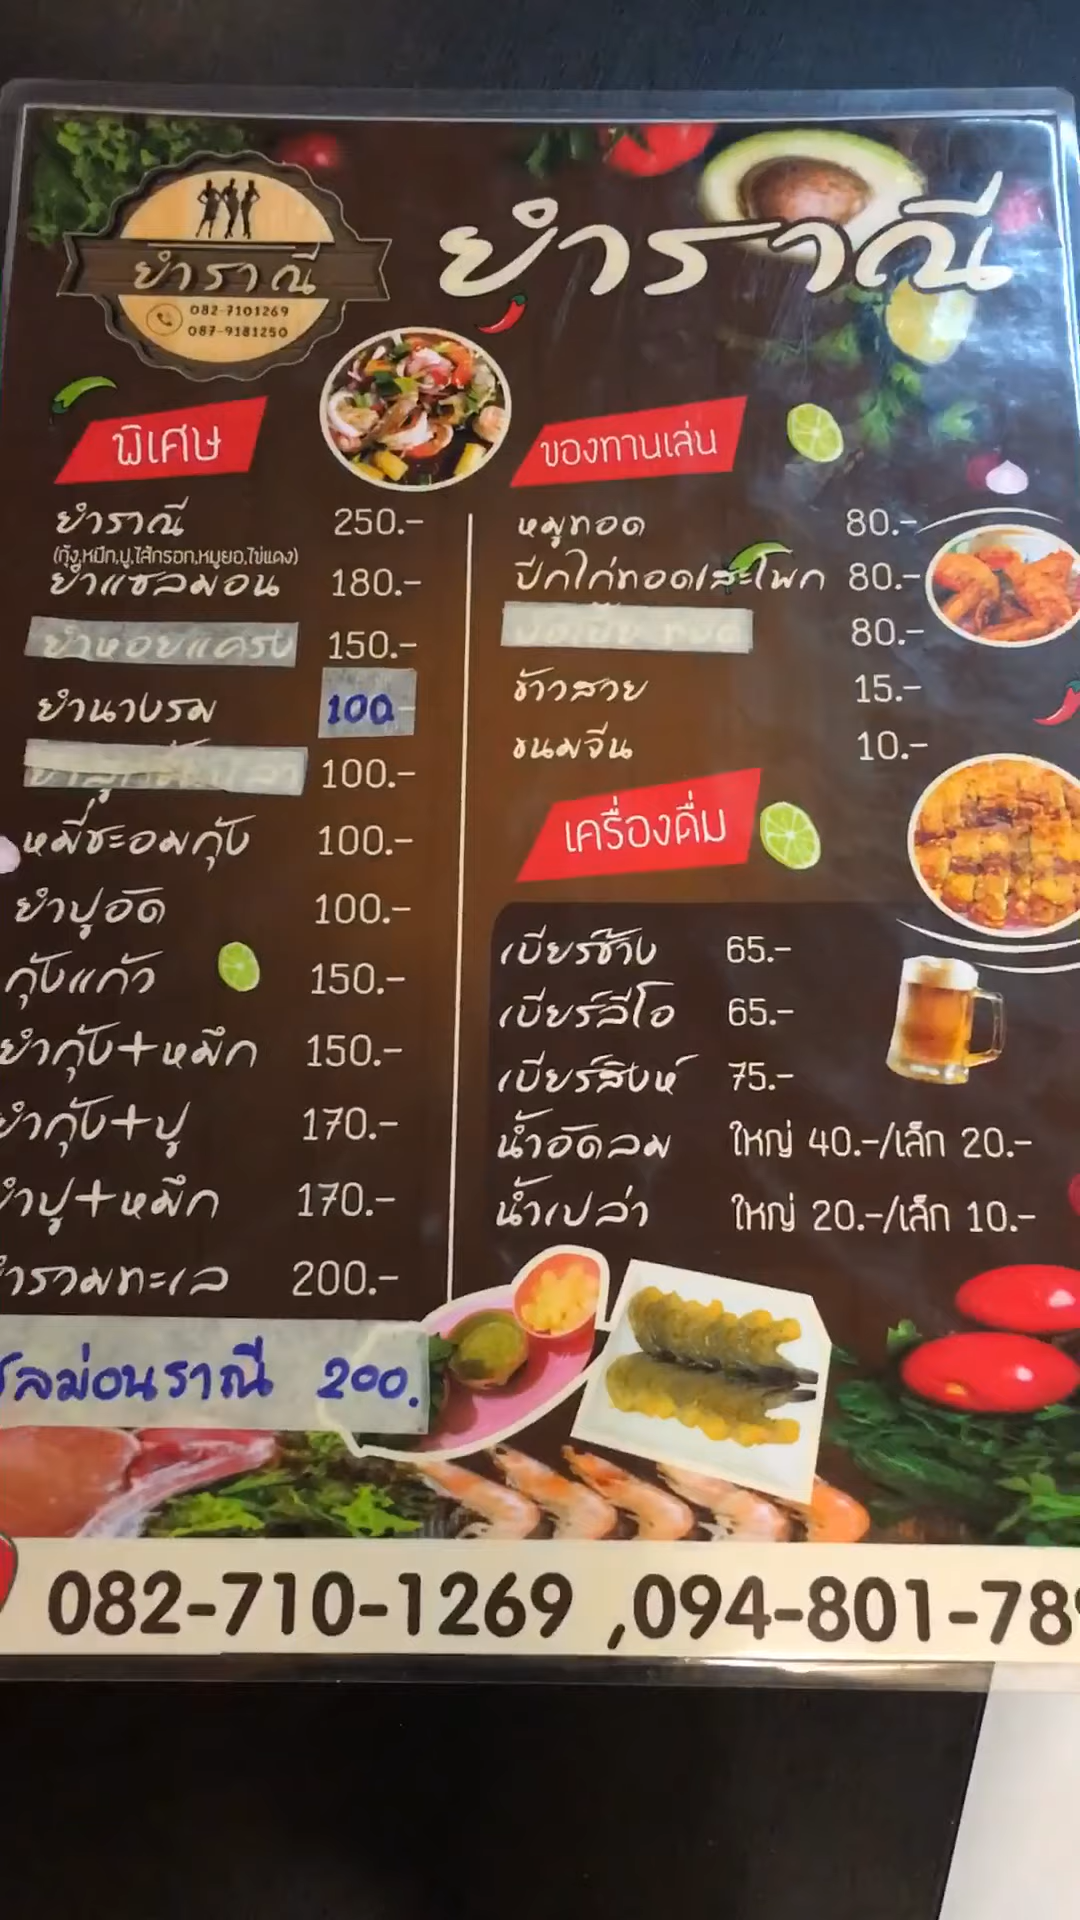 ยำราณี
082-7101269
087-9181250
ยำราณี
พิเศษ
ยำราณี 250.-
(กุ้ง,หมึก,ปู,ไส้กรอก,หมูยอ,ไข่แดง)
ยำแซลมอน 180.-
ยำหอยแครง 150.-
ยำนางรม 100.-
100.-
หมี่ชะอมกุ้ง 100.-
ยำปูอัด 100.-
กุ้งแก้ว 150.-
ยำกุ้ง+หมึก 150.-
ยำกุ้ง+ปู 170.-
ยำปู+หมึก 170.-
ำรวมทะเล 200.-
ลม่อนราณี 200.
ของทานเล่น
หมูทอด 80.-
ปีกไก่ทอด/สะโพก 80.-
80.-
ข้าวสวย 15.-
ขนมจีน 10.-
เครื่องดื่ม
เบียร์ช้าง 65.-
เบียร์ลีโอ 65.-
เบียร์สิงห์ 75.-
น้ำอัดลม ใหญ่ 40.-/เล็ก 20.-
น้ำเปล่า ใหญ่ 20.-/เล็ก 10.-
082-710-1269 ,094-801-789